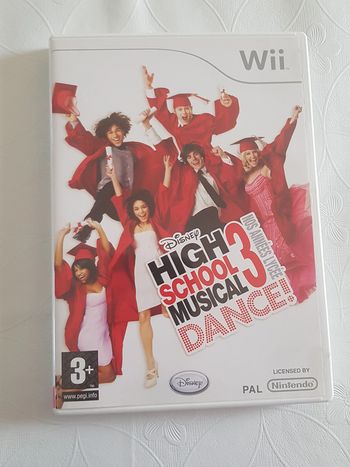 Wii
Disney
HIGH
SCHOOL
MUSICAL
3
NOS ANNÉES LYCÉE
DANCE!
3+
www.pegi.info
Disney
PAL
LICENSED BY
Nintendo